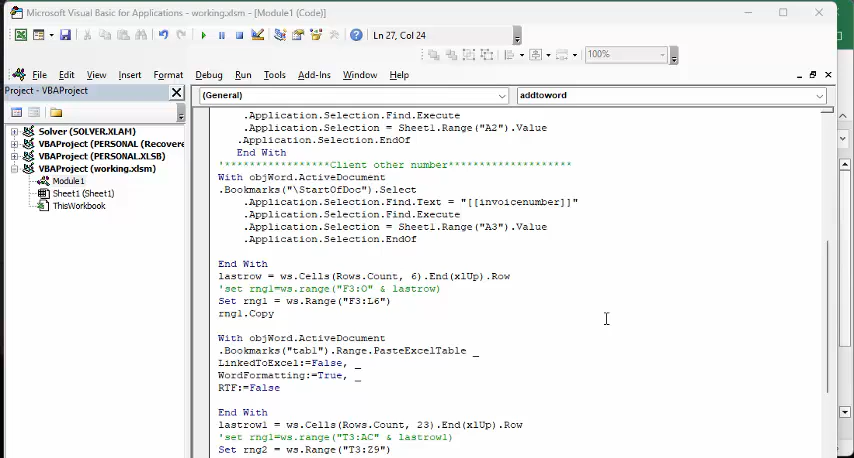 Microsoft Visual Basic for Applications - working.xlsm - [Module1 (Code)]
Ln 27, Col 24
100%
File Edit View Insert Format Debug Run Tools Add-Ins Window Help
Project - VBAProject
(General) addtoword
Solver (SOLVER.XLAM)
VBAProject (PERSONAL (Recovere
VBAProject (PERSONAL.XLSB)
VBAProject (working.xlsm)
Module1
Sheet1 (Sheet1)
ThisWorkbook
.Application.Selection.Find.Execute
.Application.Selection = Sheet1.Range("A2").Value
.Application.Selection.EndOf
End With
'*****************Client other number********************
With objWord.ActiveDocument
.Bookmarks("\StartOfDoc").Select
.Application.Selection.Find.Text = "[[invoicenumber]]"
.Application.Selection.Find.Execute
.Application.Selection = Sheet1.Range("A3").Value
.Application.Selection.EndOf
End With
lastrow = ws.Cells(Rows.Count, 6).End(xlUp).Row
'set rng1=ws.range("F3:O" & lastrow)
Set rng1 = ws.Range("F3:L6")
rng1.Copy
With objWord.ActiveDocument
.Bookmarks("tab1").Range.PasteExcelTable _
LinkedToExcel:=False, _
WordFormatting:=True, _
RTF:=False
End With
lastrow1 = ws.Cells(Rows.Count, 23).End(xlUp).Row
'set rng1=ws.range("T3:AC" & lastrow1)
Set rng2 = ws.Range("T3:Z9")